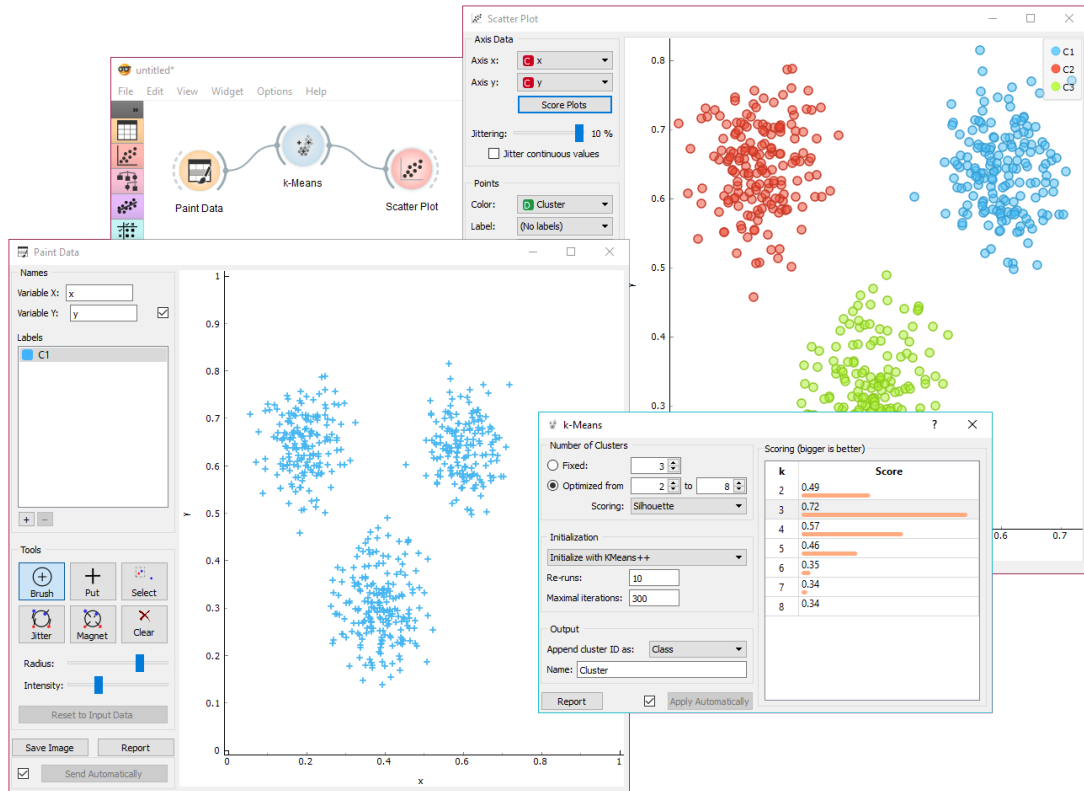 Scatter Plot
Axis Data
Axis x: C x
Axis y: C y
Score Plots
Jittering: 10 %
Jitter continuous values
Points
Color: D Cluster
Label: (No labels)
C1
C2
C3
0.8
0.7
0.6
0.5
0.4
0.3
y
0.6
0.7
untitled*
File Edit View Widget Options Help
»
Paint Data
k-Means
Scatter Plot
Paint Data
Names
Variable X: x
Variable Y: y
Labels
C1
+ −
Tools
Brush Put Select
Jitter Magnet Clear
Radius:
Intensity:
Reset to Input Data
Save Image Report
Send Automatically
1
0.9
0.8
0.7
0.6
0.5
0.4
0.3
0.2
0.1
0
y
0 0.2 0.4 0.6 0.8 1
x
k-Means ?
Number of Clusters
Fixed: 3
Optimized from 2 to 8
Scoring: Silhouette
Initialization
Initialize with KMeans++
Re-runs: 10
Maximal iterations: 300
Output
Append cluster ID as: Class
Name: Cluster
Report Apply Automatically
Scoring (bigger is better)
k Score
2 0.49
3 0.72
4 0.57
5 0.46
6 0.35
7 0.34
8 0.34